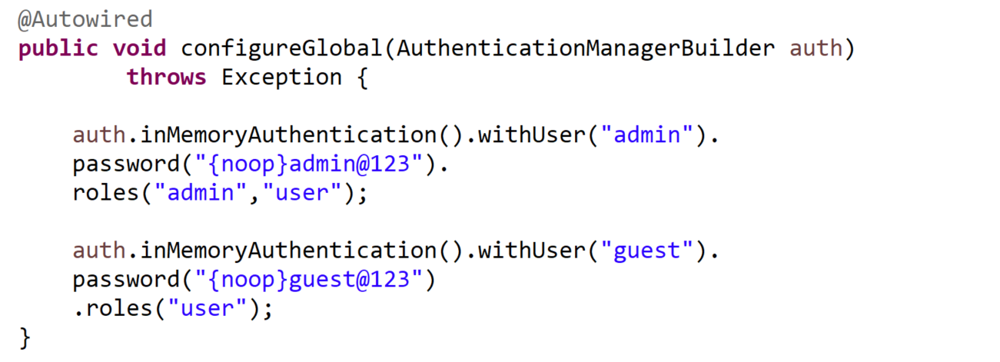 @Autowired
public void configureGlobal(AuthenticationManagerBuilder auth)
throws Exception {
auth.inMemoryAuthentication().withUser("admin").
password("{noop}admin@123").
roles("admin","user");
auth.inMemoryAuthentication().withUser("guest").
password("{noop}guest@123")
.roles("user");
}